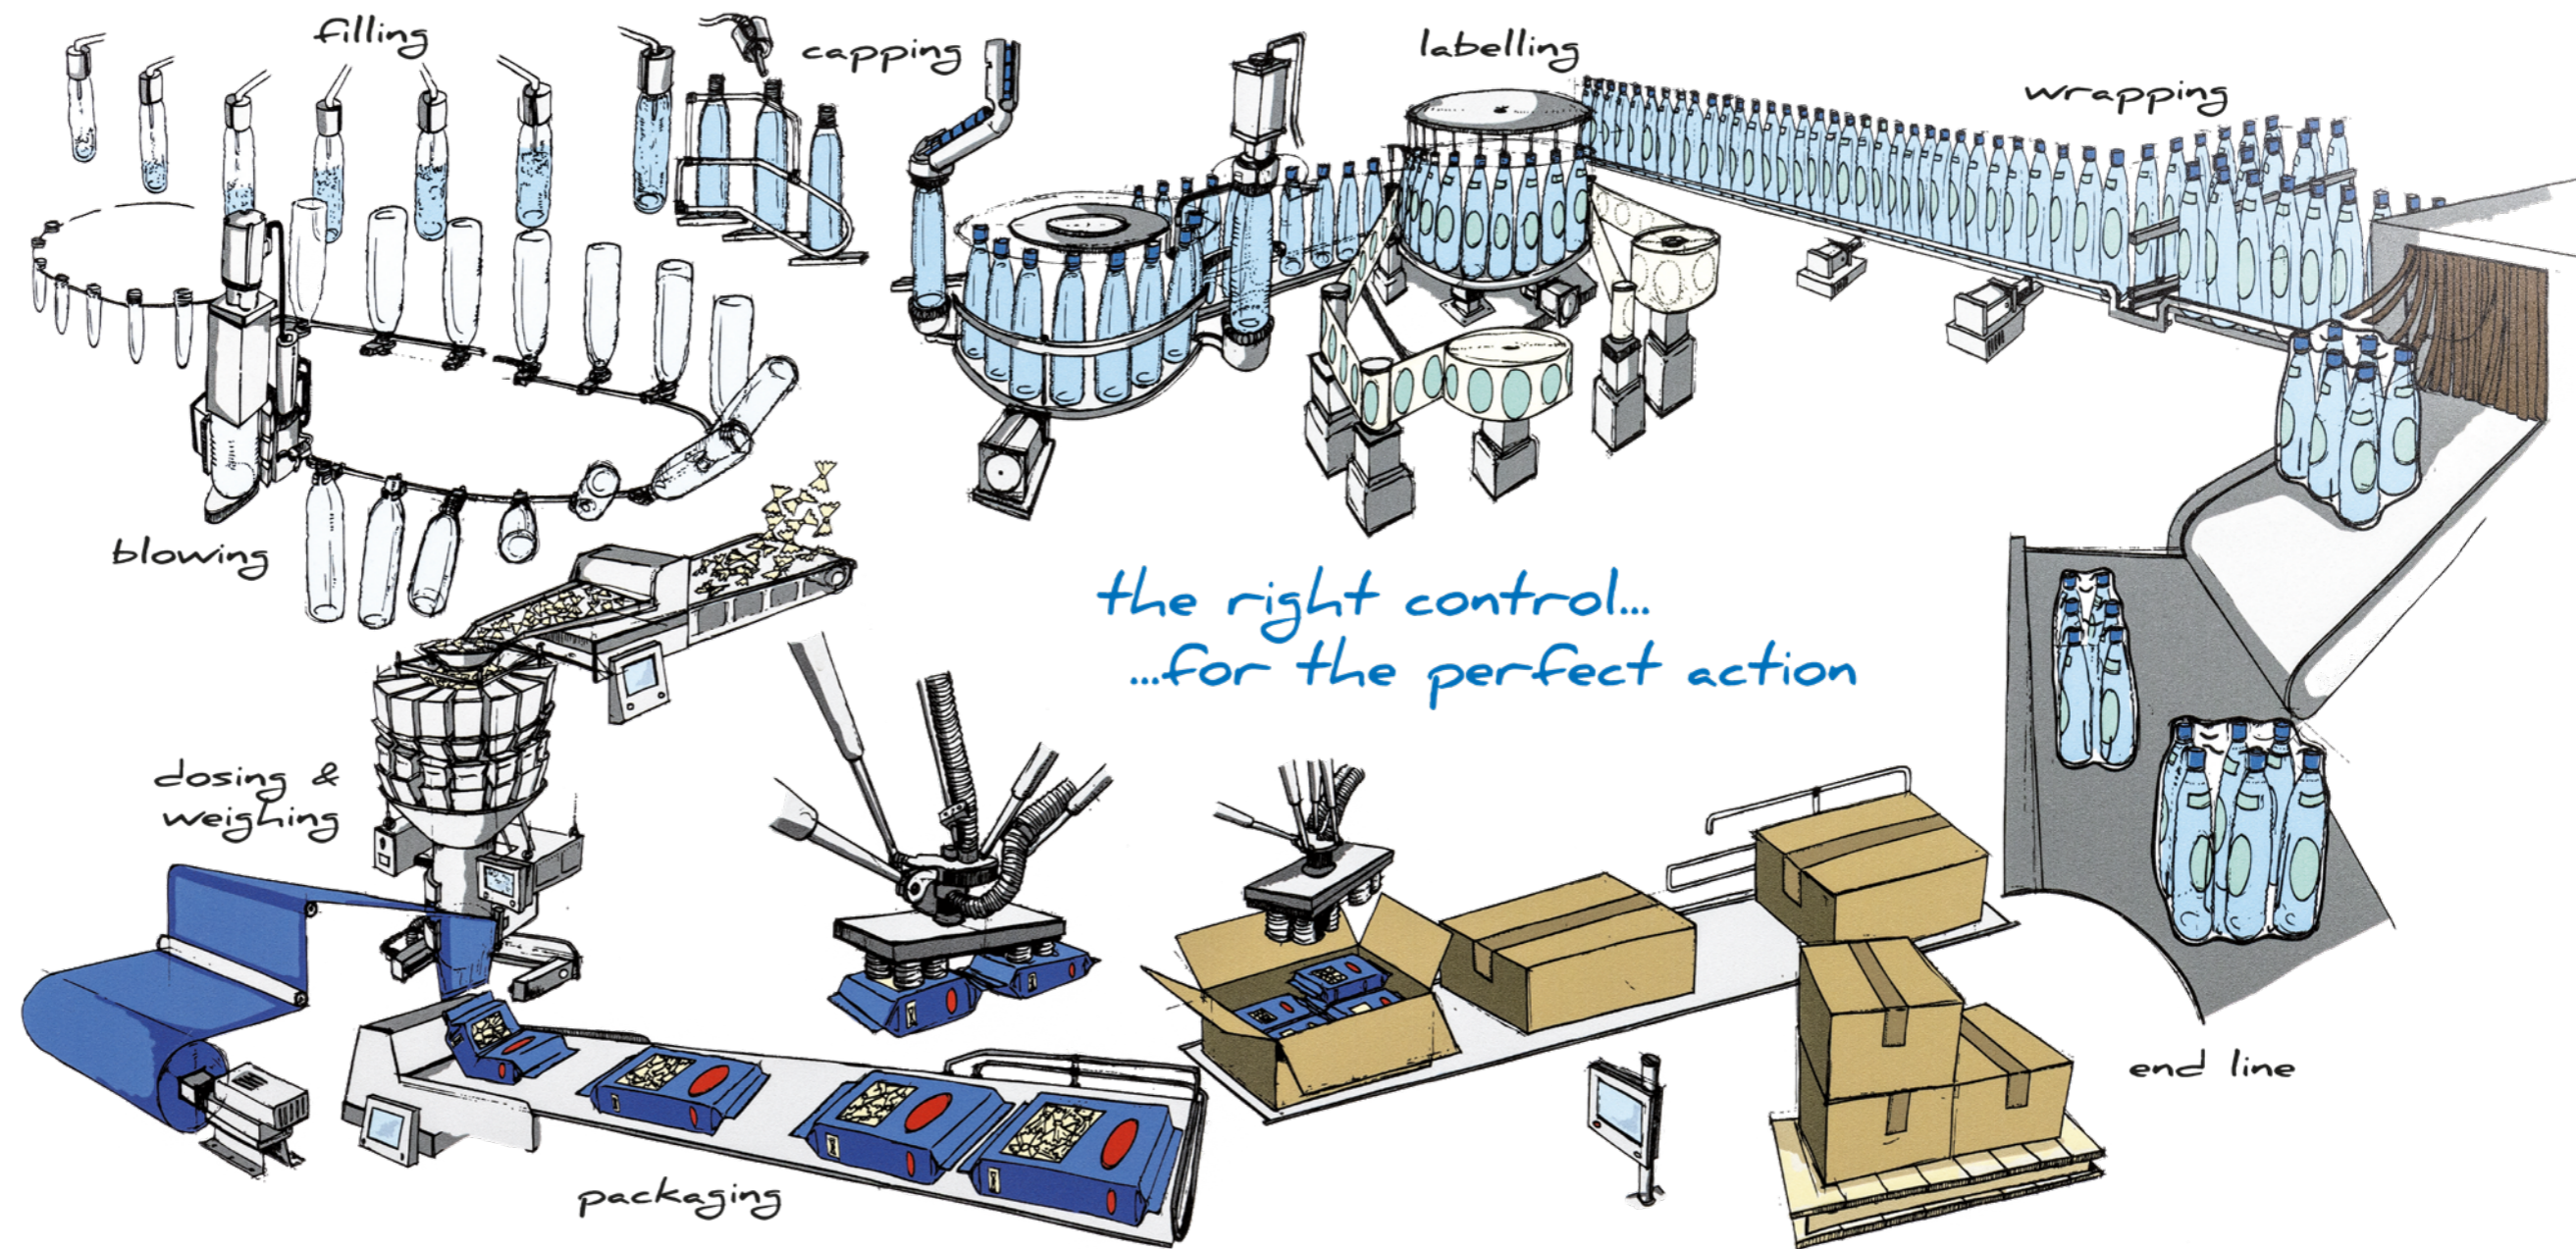 filling
capping
labelling
wrapping
blowing
the right control...
...for the perfect action
dosing &
weighing
end line
packaging